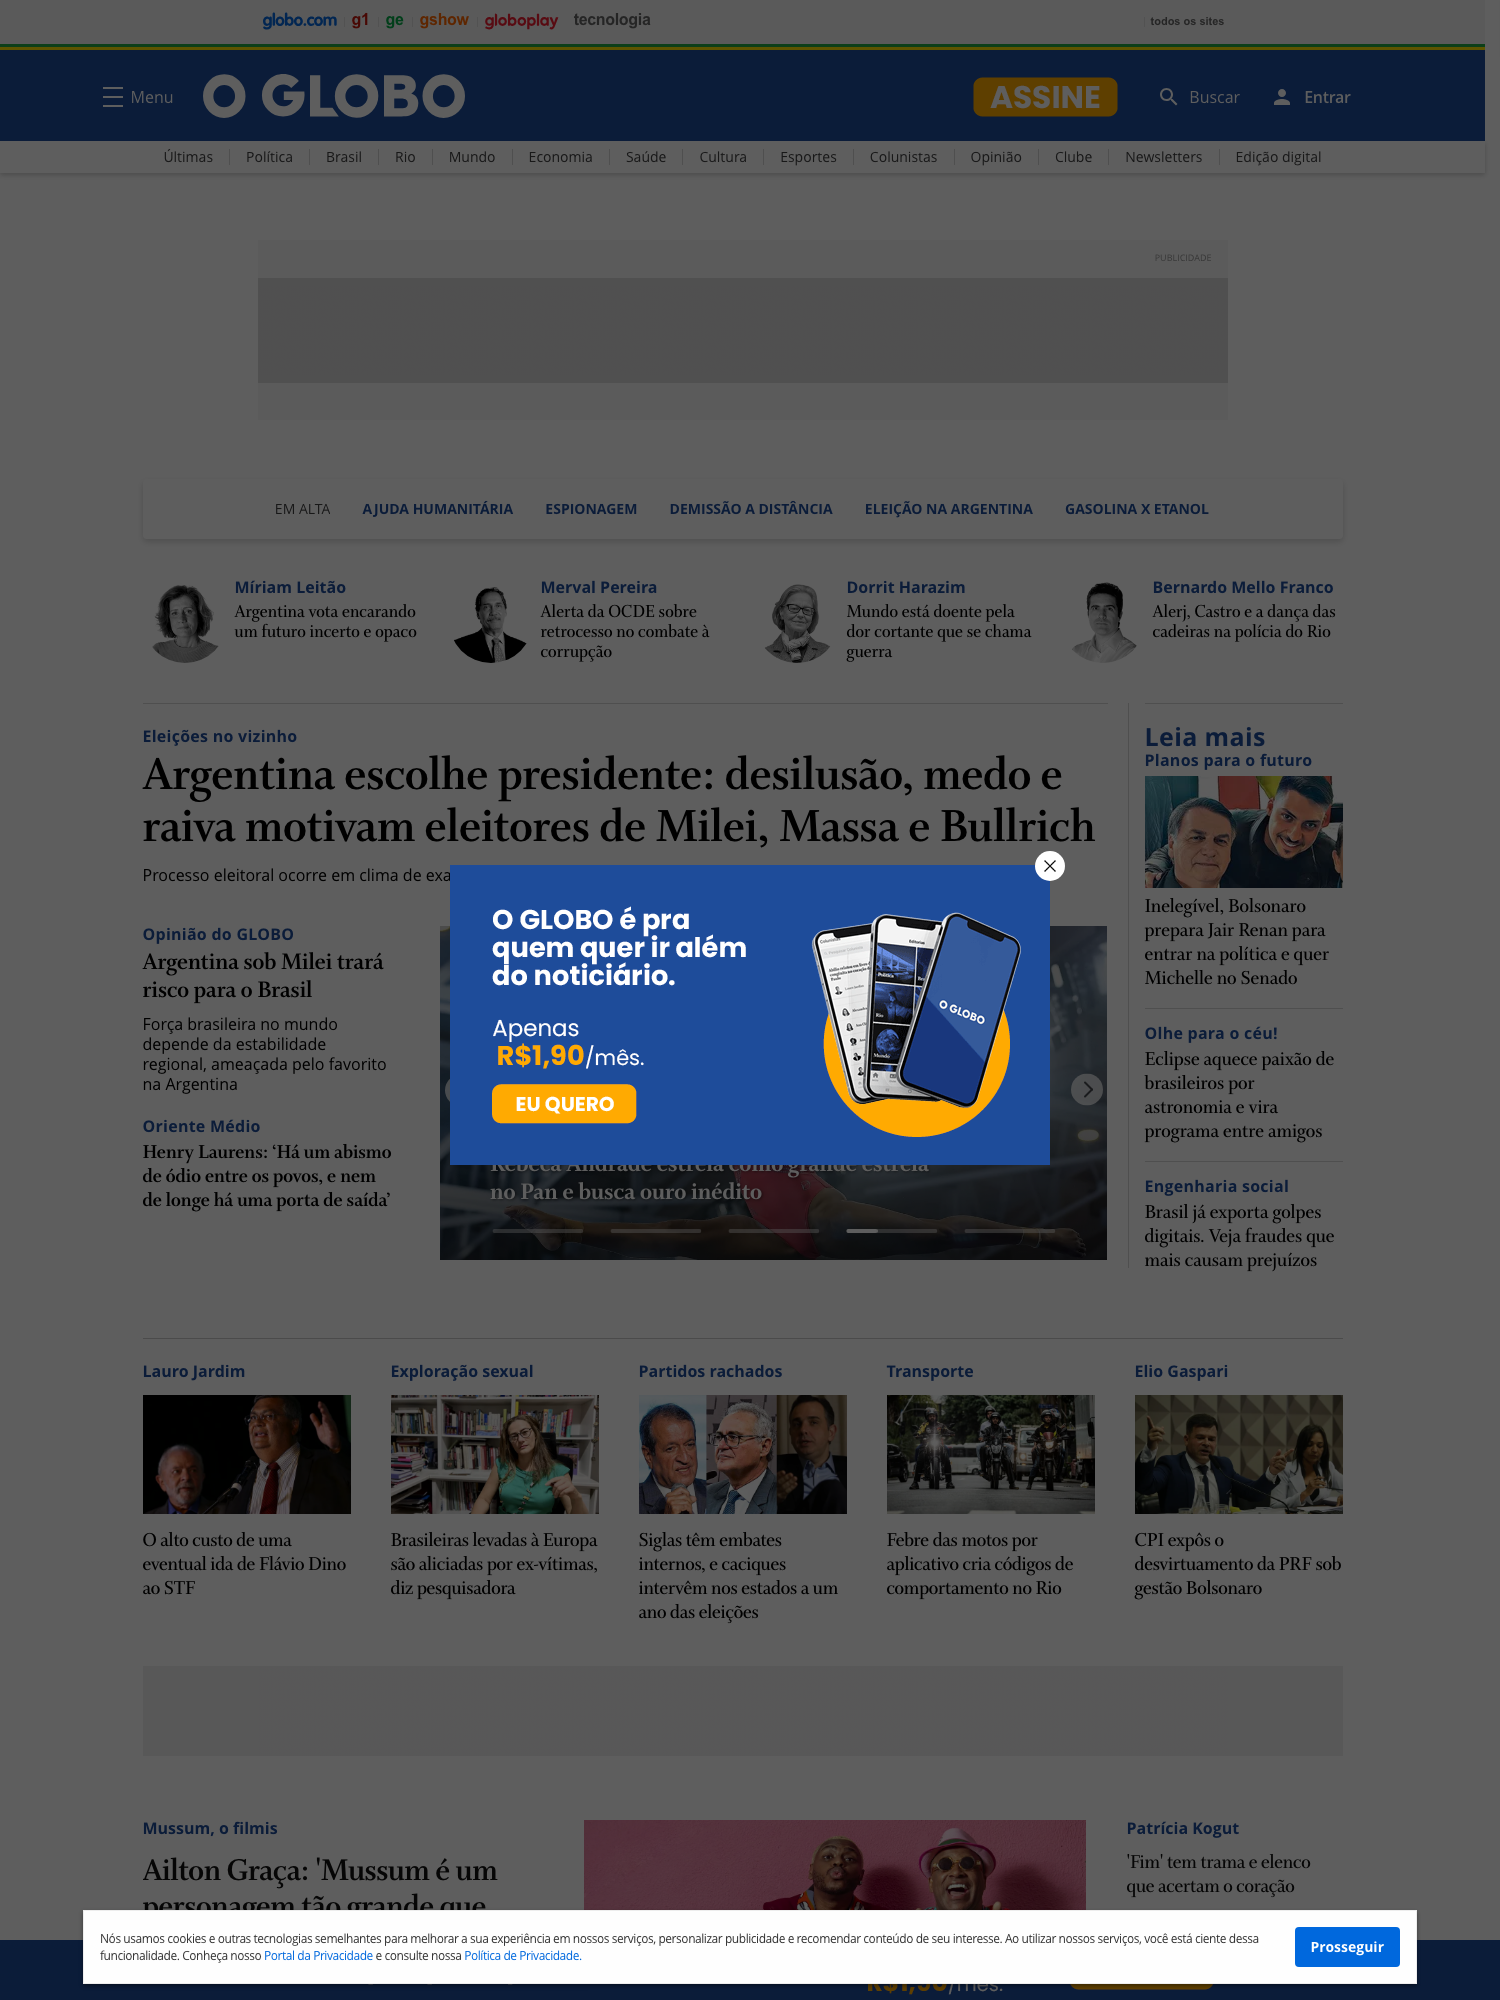 globo.com g1 ge gshow globoplay tecnologia todos os sites
Menu O GLOBO ASSINE Buscar Entrar
Últimas Política Brasil Rio Mundo Economia Saúde Cultura Esportes Colunistas Opinião Clube Newsletters Edição digital
PUBLICIDADE
EM ALTA AJUDA HUMANITÁRIA ESPIONAGEM DEMISSÃO A DISTÂNCIA ELEIÇÃO NA ARGENTINA GASOLINA X ETANOL
Míriam Leitão
Argentina vota encarando
um futuro incerto e opaco
Merval Pereira
Alerta da OCDE sobre
retrocesso no combate à
corrupção
Dorrit Harazim
Mundo está doente pela
dor cortante que se chama
guerra
Bernardo Mello Franco
Alerj, Castro e a dança das
cadeiras na polícia do Rio
Eleições no vizinho
Argentina escolhe presidente: desilusão, medo e
raiva motivam eleitores de Milei, Massa e Bullrich
Processo eleitoral ocorre em clima de exa
Opinião do GLOBO
Argentina sob Milei trará
risco para o Brasil
Força brasileira no mundo
depende da estabilidade
regional, ameaçada pelo favorito
na Argentina
Oriente Médio
Henry Laurens: ‘Há um abismo
de ódio entre os povos, e nem
de longe há uma porta de saída’
O GLOBO é pra
quem quer ir além
do noticiário.
Apenas
R$1,90/mês.
EU QUERO
Editorias
Política
Rio
Mundo
O GLOBO
Rebeca Andrade estreia como grande estrela
no Pan e busca ouro inédito
Leia mais
Planos para o futuro
Inelegível, Bolsonaro
prepara Jair Renan para
entrar na política e quer
Michelle no Senado
Olhe para o céu!
Eclipse aquece paixão de
brasileiros por
astronomia e vira
programa entre amigos
Engenharia social
Brasil já exporta golpes
digitais. Veja fraudes que
mais causam prejuízos
Lauro Jardim
O alto custo de uma
eventual ida de Flávio Dino
ao STF
Exploração sexual
Brasileiras levadas à Europa
são aliciadas por ex-vítimas,
diz pesquisadora
Partidos rachados
Siglas têm embates
internos, e caciques
intervêm nos estados a um
ano das eleições
Transporte
Febre das motos por
aplicativo cria códigos de
comportamento no Rio
Elio Gaspari
CPI expôs o
desvirtuamento da PRF sob
gestão Bolsonaro
Mussum, o filmis
Ailton Graça: 'Mussum é um
personagem tão grande que
Patrícia Kogut
'Fim' tem trama e elenco
que acertam o coração
Nós usamos cookies e outras tecnologias semelhantes para melhorar a sua experiência em nossos serviços, personalizar publicidade e recomendar conteúdo de seu interesse. Ao utilizar nossos serviços, você está ciente dessa
funcionalidade. Conheça nosso Portal da Privacidade e consulte nossa Política de Privacidade.
Prosseguir
R$1,90/mês.